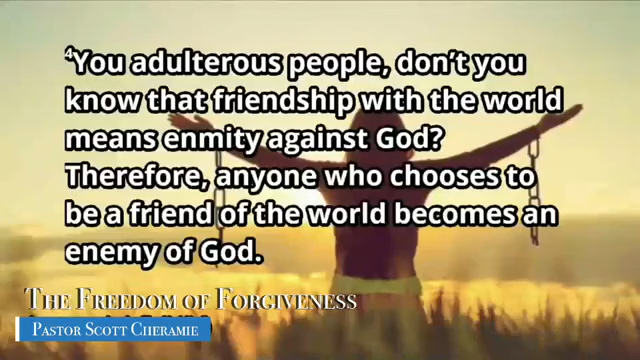 ⁴You adulterous people, don't you
know that friendship with the world
means enmity against God?
Therefore, anyone who chooses to
be a friend of the world becomes an
enemy of God.
The Freedom of Forgiveness
Pastor Scott Cheramie